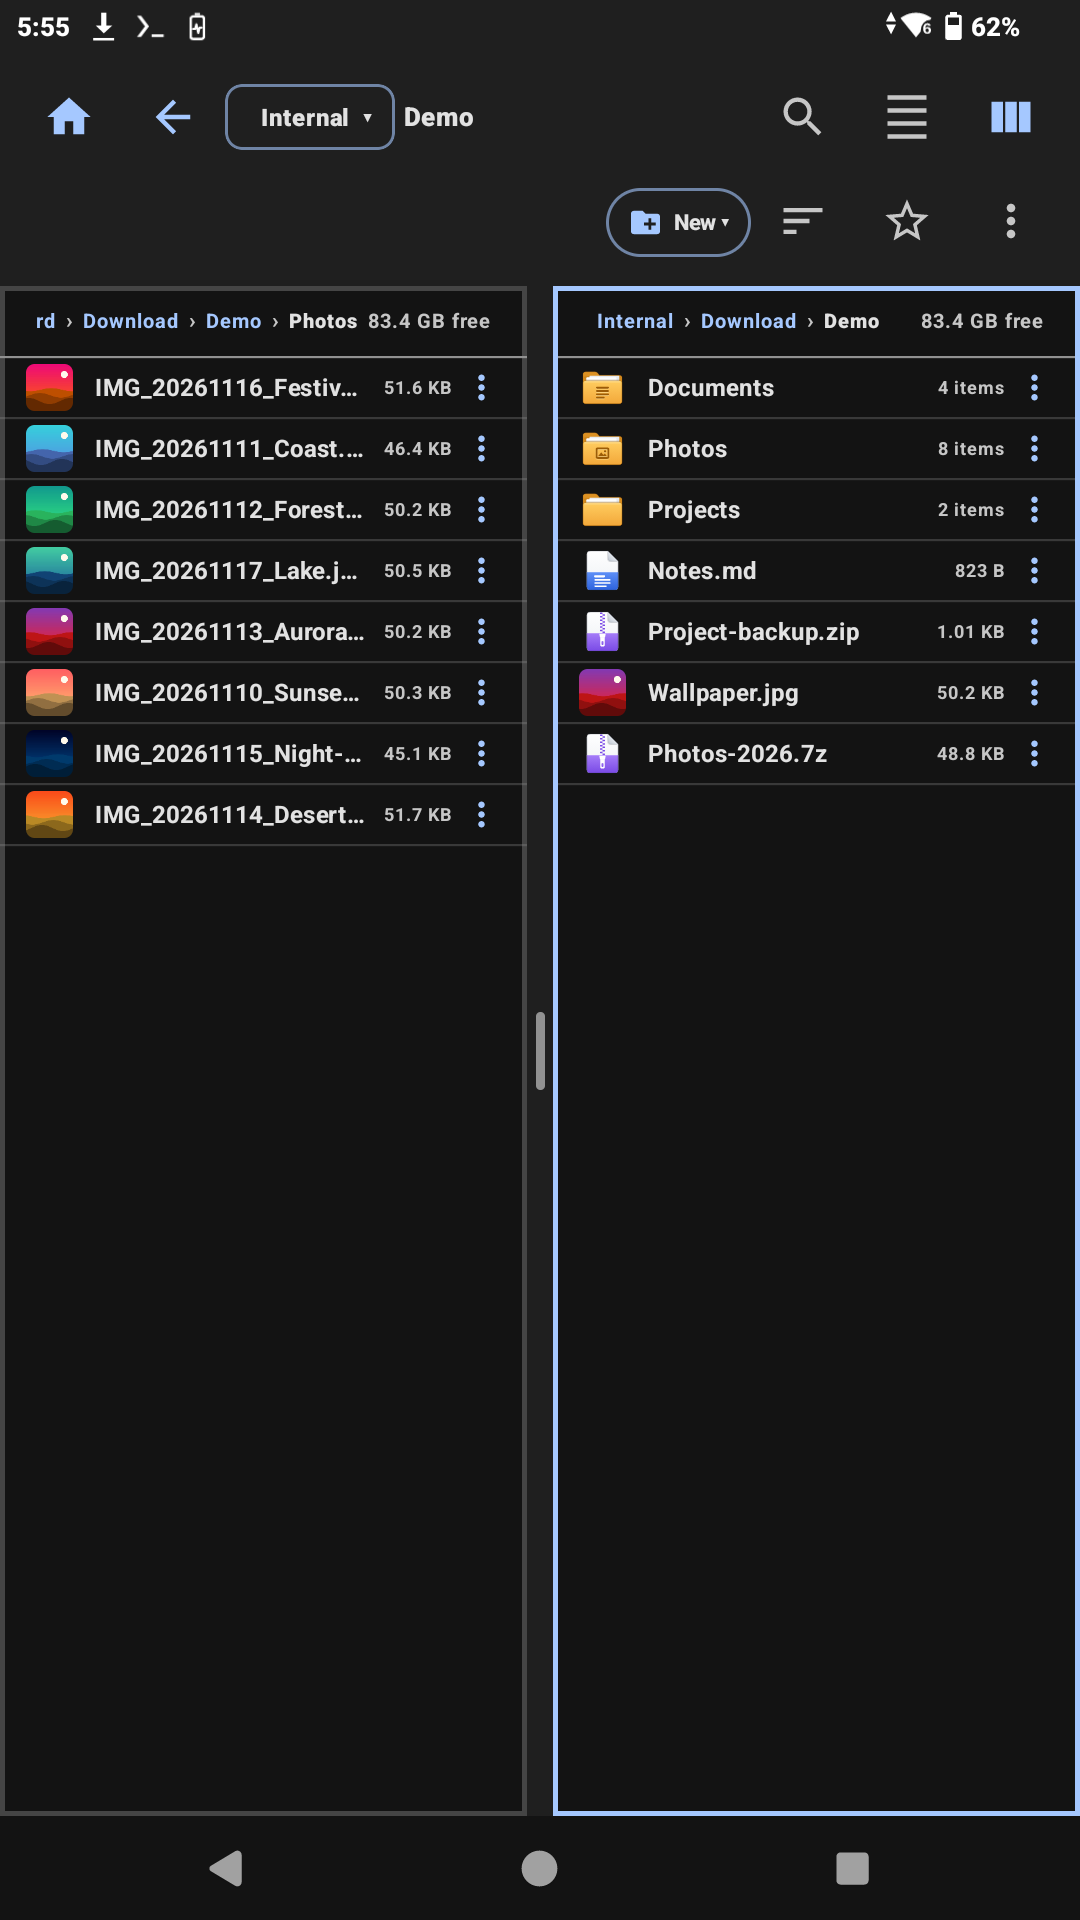 5:55 6 62%
Internal ▾ Demo
New ▾
rd › Download › Demo › Photos 83.4 GB free
IMG_20261116_Festiv... 51.6 KB
IMG_20261111_Coast.... 46.4 KB
IMG_20261112_Forest... 50.2 KB
IMG_20261117_Lake.j... 50.5 KB
IMG_20261113_Aurora... 50.2 KB
IMG_20261110_Sunse... 50.3 KB
IMG_20261115_Night-... 45.1 KB
IMG_20261114_Desert... 51.7 KB
Internal › Download › Demo 83.4 GB free
Documents 4 items
Photos 8 items
Projects 2 items
Notes.md 823 B
Project-backup.zip 1.01 KB
Wallpaper.jpg 50.2 KB
Photos-2026.7z 48.8 KB